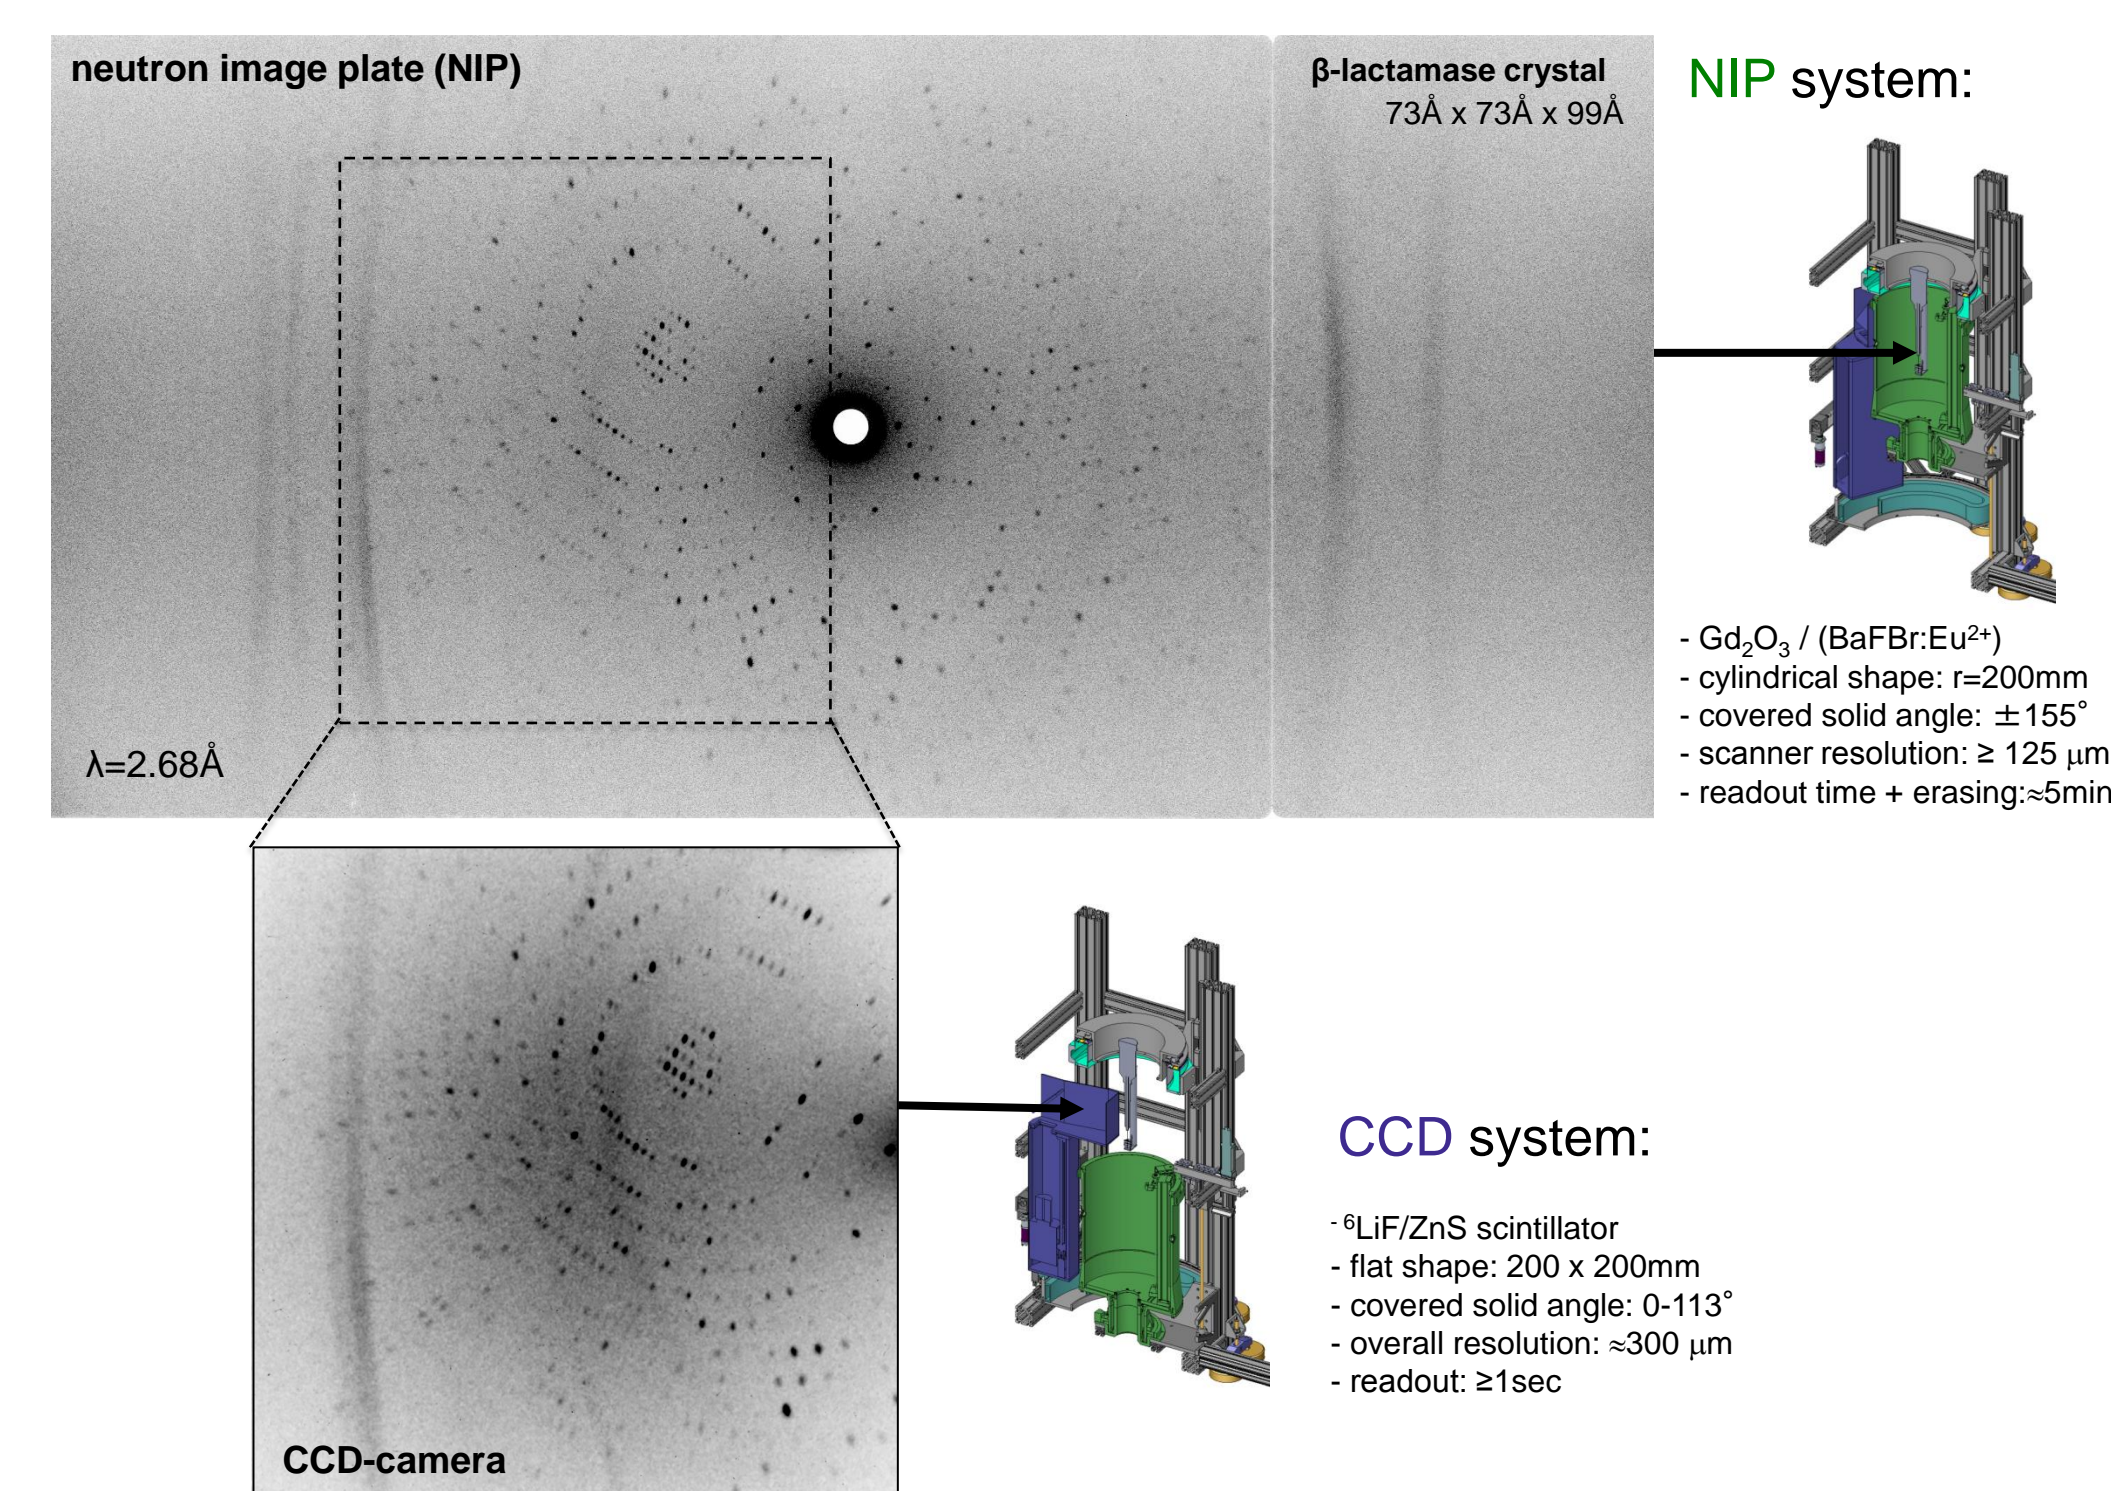 neutron image plate (NIP)
β-lactamase crystal
73Å x 73Å x 99Å
λ=2.68Å
NIP system:
- Gd₂O₃ / (BaFBr:Eu²⁺)
- cylindrical shape: r=200mm
- covered solid angle: ±155°
- scanner resolution: ≥ 125 μm
- readout time + erasing:≈5min
CCD-camera
CCD system:
- ⁶LiF/ZnS scintillator
- flat shape: 200 x 200mm
- covered solid angle: 0-113°
- overall resolution: ≈300 μm
- readout: ≥1sec